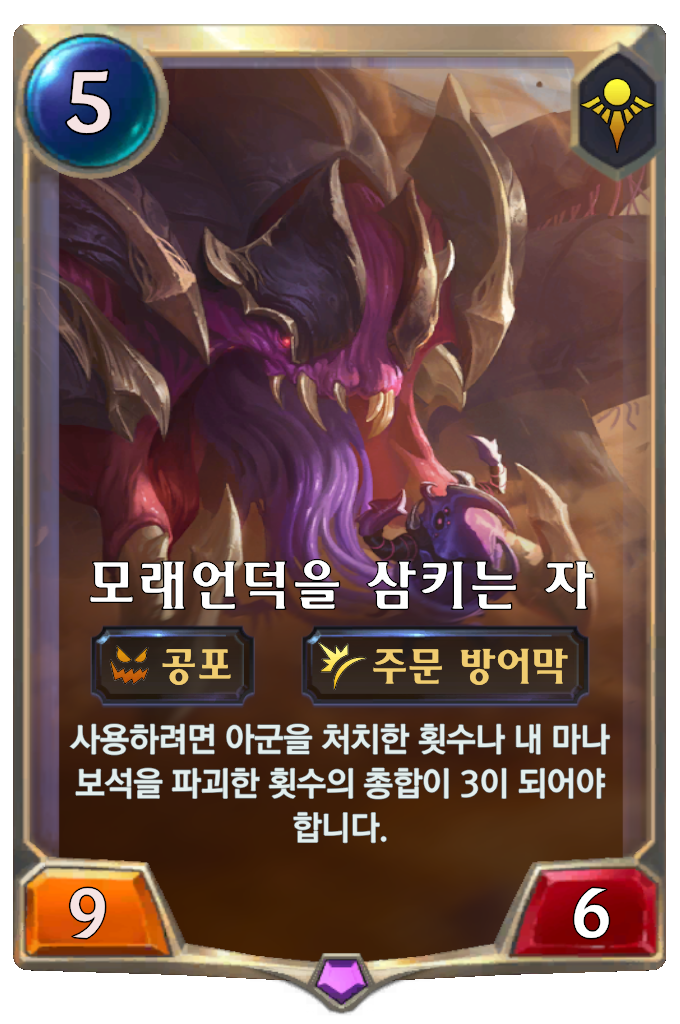 5
모래언덕을 삼키는 자
공포 주문 방어막
사용하려면 아군을 처치한 횟수나 내 마나
보석을 파괴한 횟수의 총합이 3이 되어야
합니다.
9 6